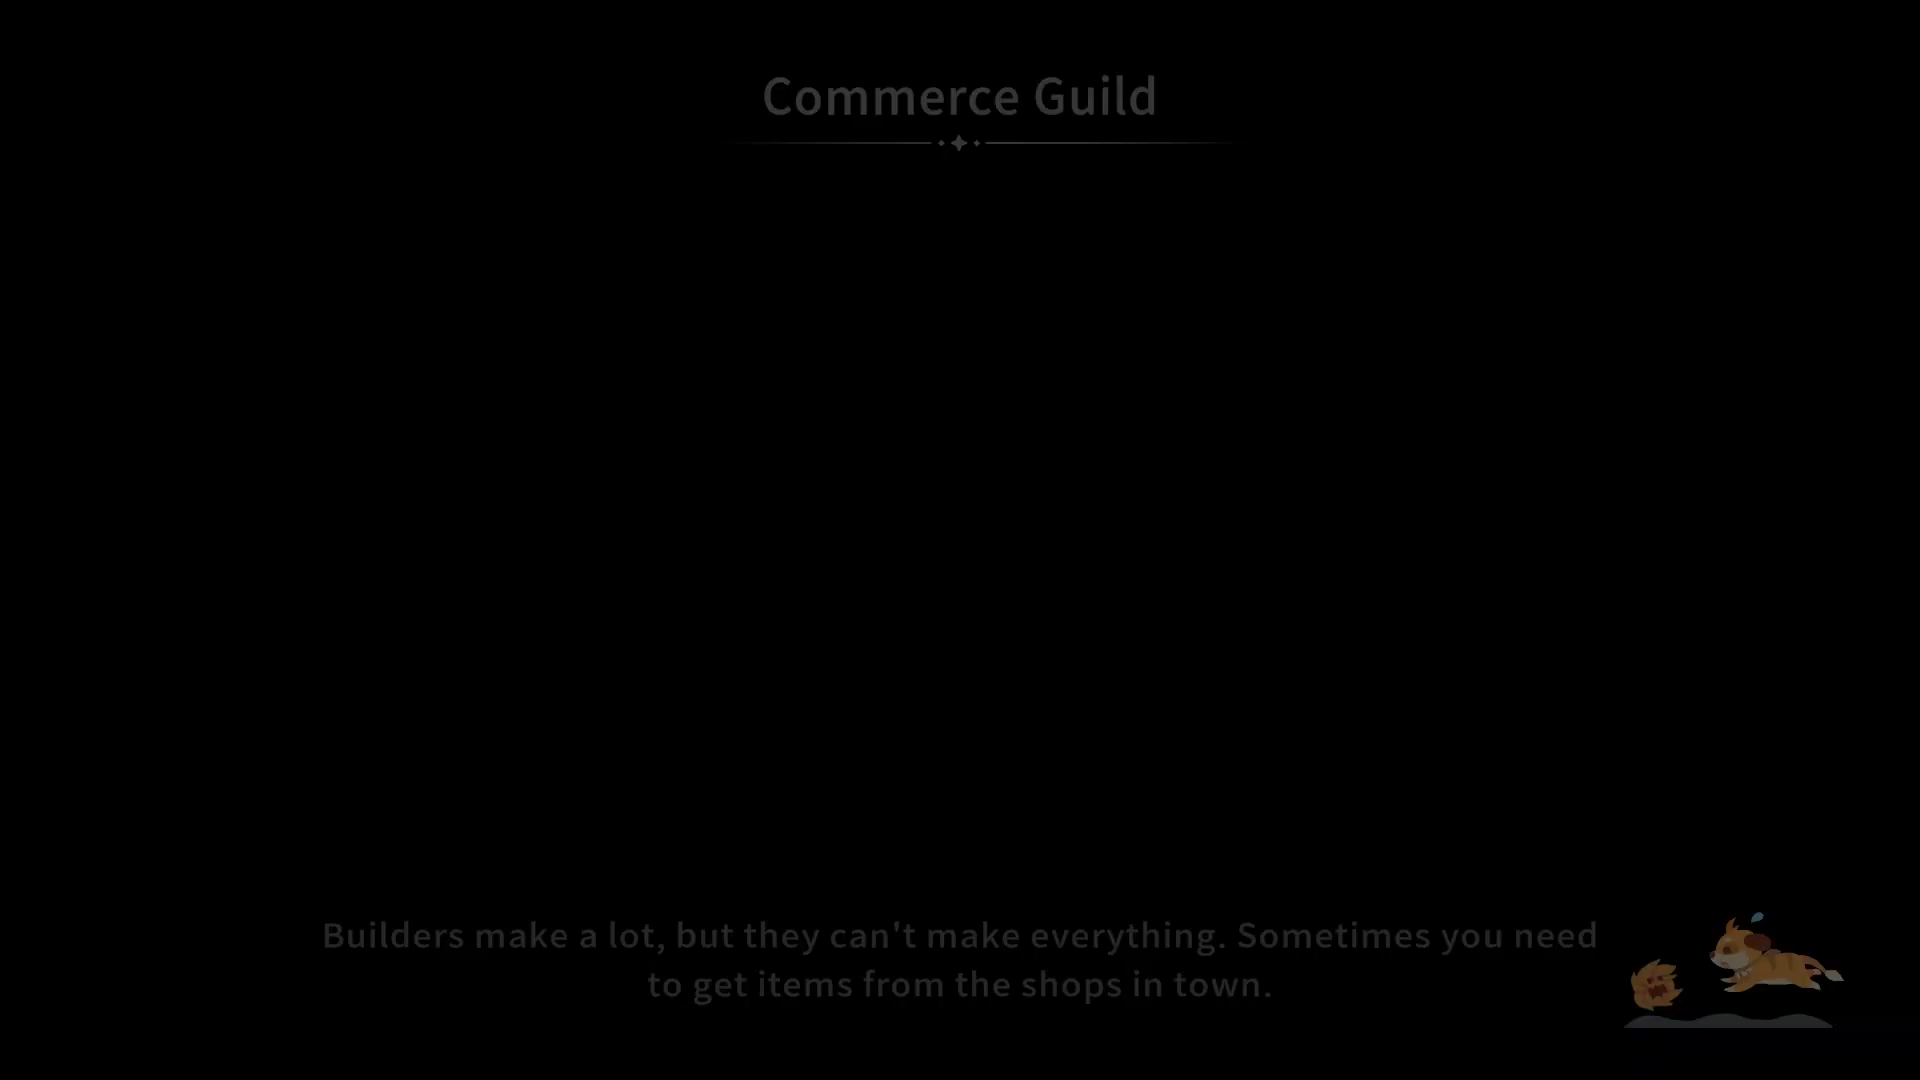 Commerce Guild
Builders make a lot, but they can't make everything. Sometimes you need
to get items from the shops in town.